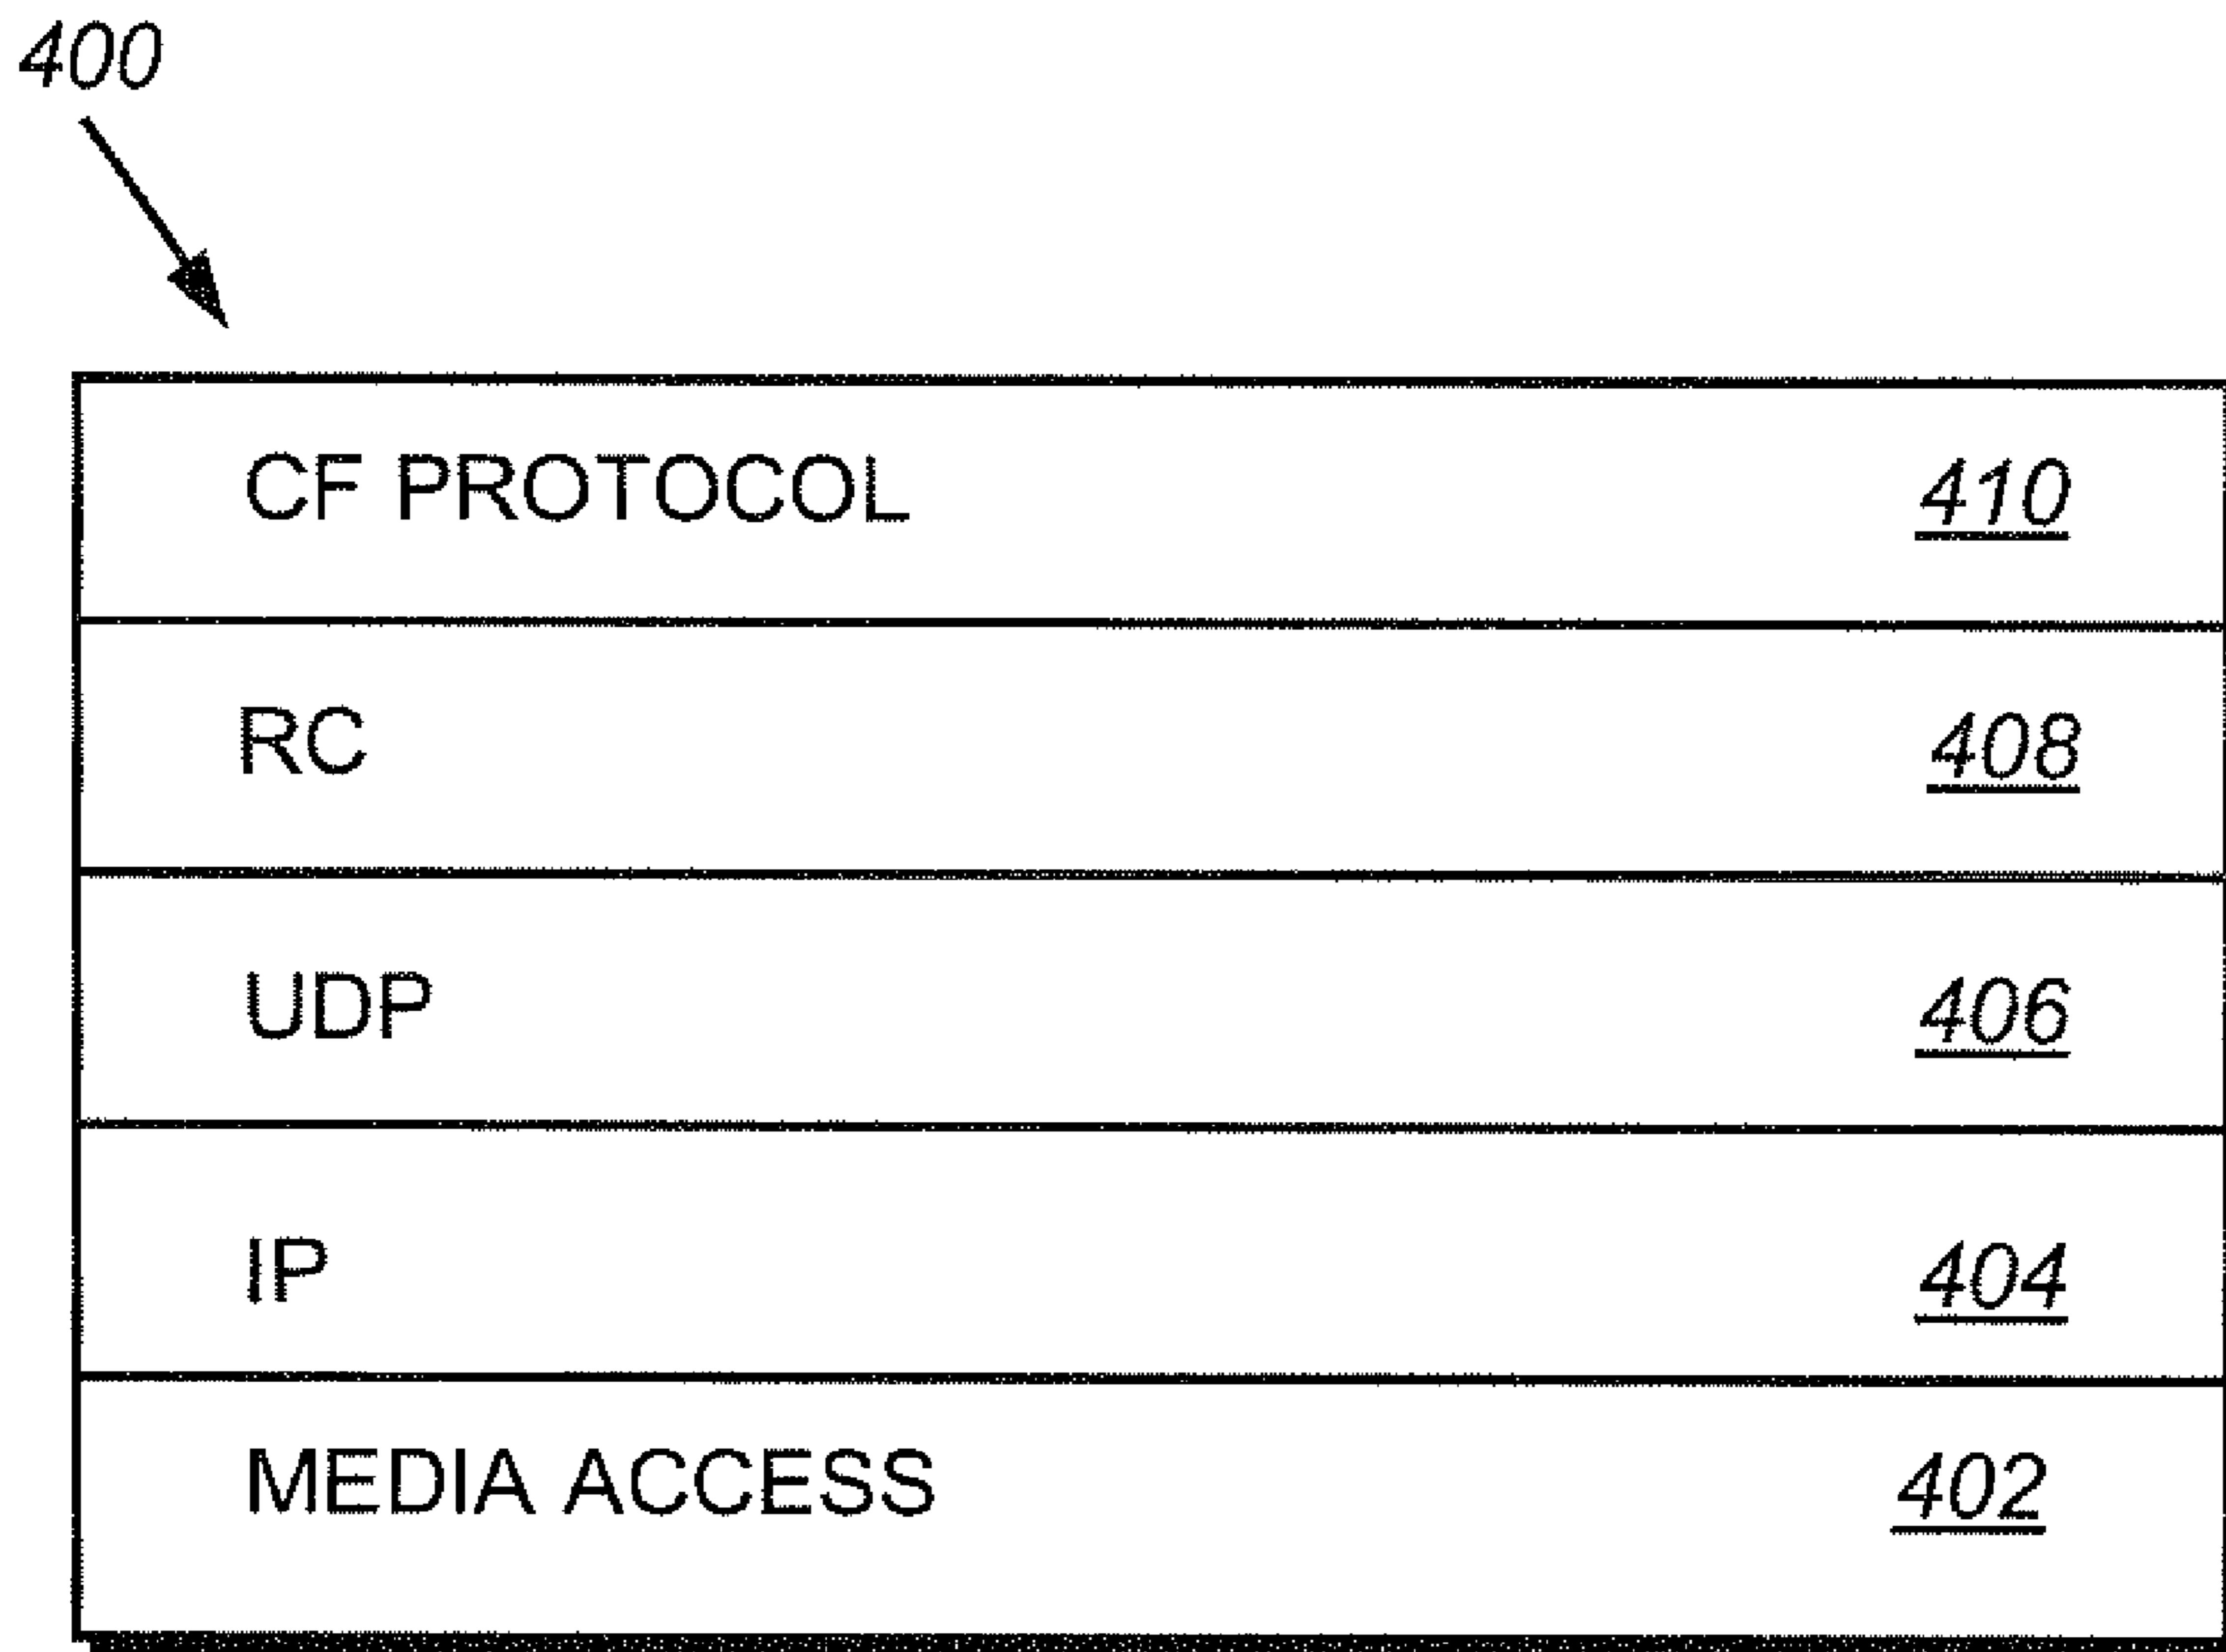 400
CF PROTOCOL 410
RC 408
UDP 406
IP 404
MEDIA ACCESS 402